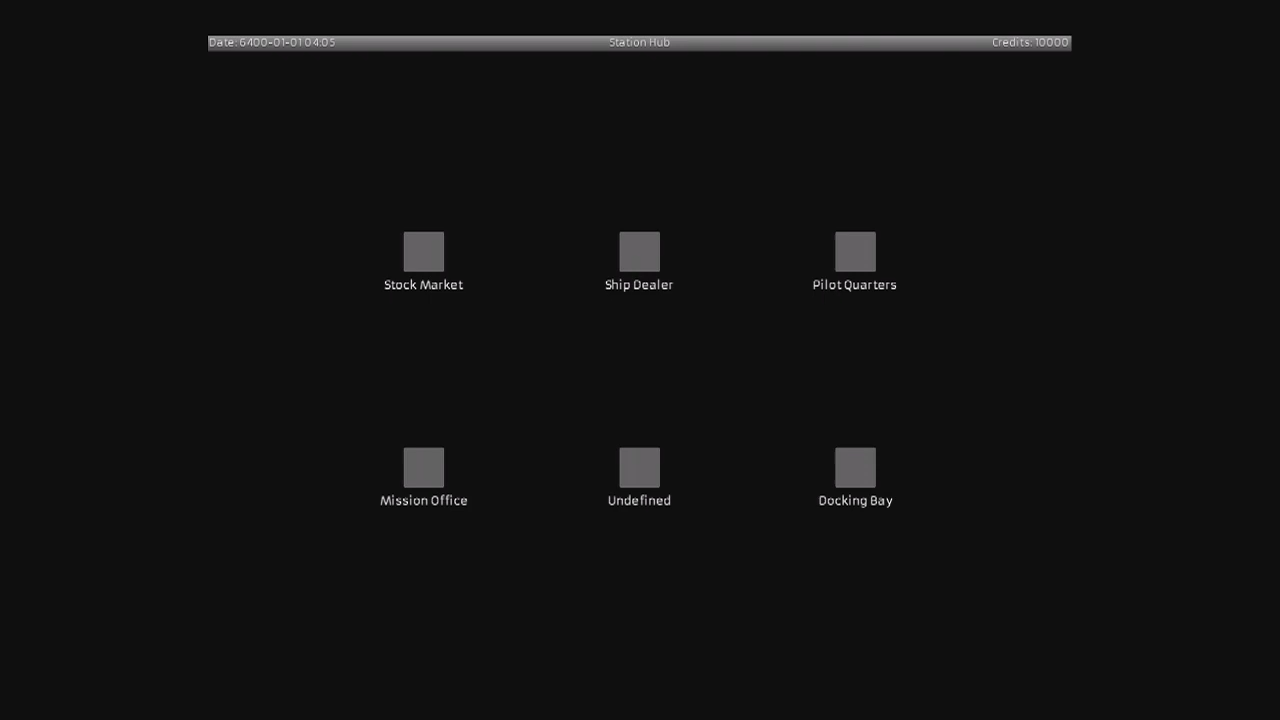 Date: 6400-01-01 04:05 Station Hub Credits: 10000
Stock Market Ship Dealer Pilot Quarters
Mission Office Undefined Docking Bay